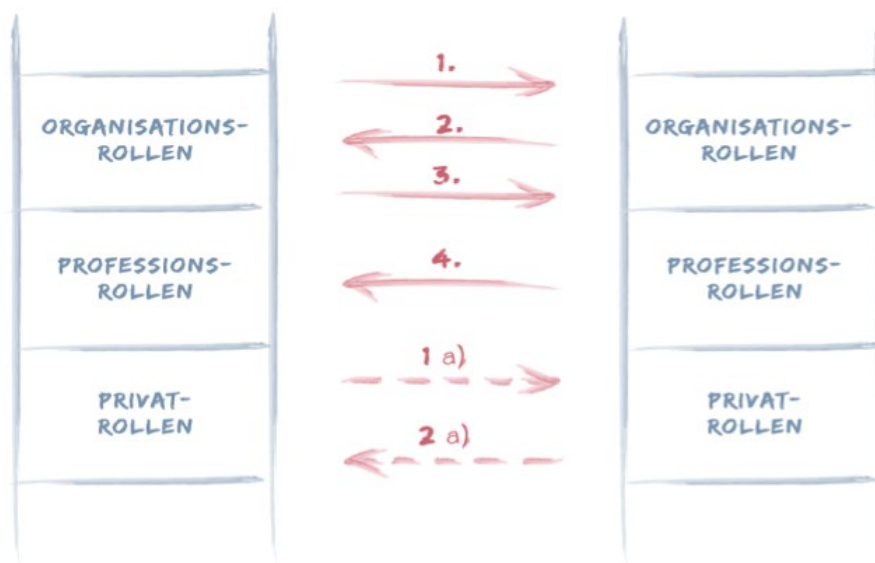 ORGANISATIONS-
ROLLEN
PROFESSIONS-
ROLLEN
PRIVAT-
ROLLEN
1.
2.
3.
4.
1 a)
2 a)
ORGANISATIONS-
ROLLEN
PROFESSIONS-
ROLLEN
PRIVAT-
ROLLEN